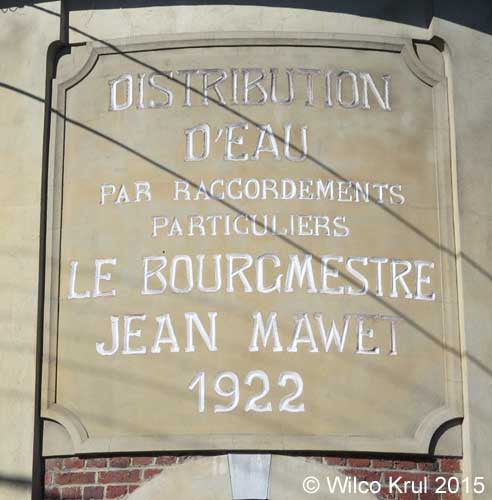 DISTRIBUTION
D'EAU
PAR RACCORDEMENTS
PARTICULIERS
LE BOURGMESTRE
JEAN MAWET
1922
© Wilco Krul 2015